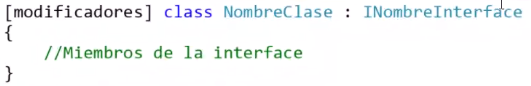 [modificadores] class NombreClase : INombreInterface
{
//Miembros de la interface
}